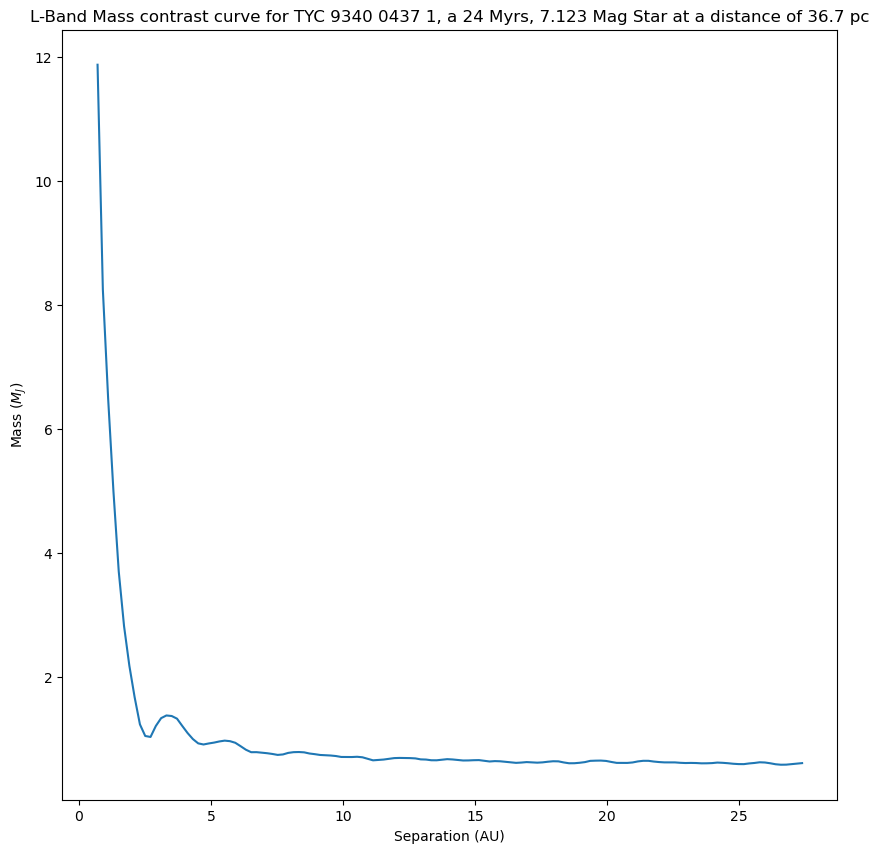 L-Band Mass contrast curve for TYC 9340 0437 1, a 24 Myrs, 7.123 Mag Star at a distance of 36.7 pc
12
10
8
6
4
2
Mass ($M_J$)
0 5 10 15 20 25
Separation (AU)